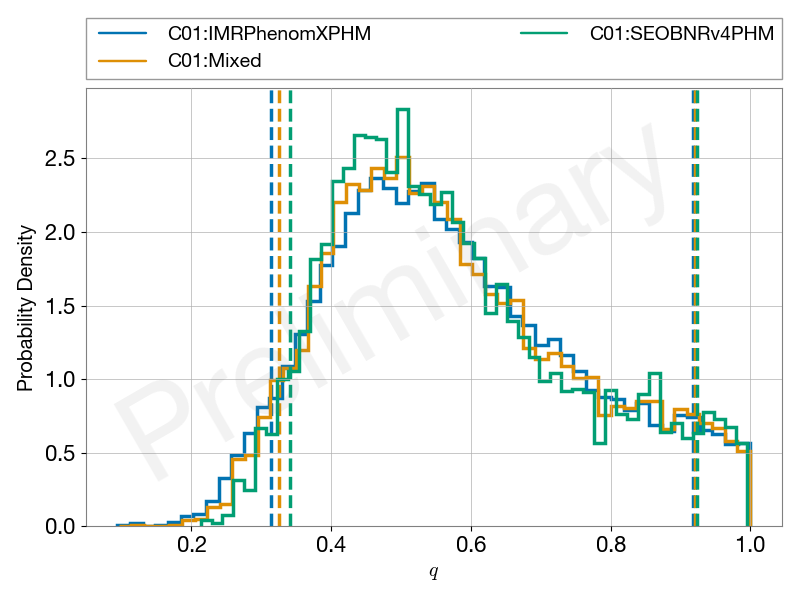 C01:IMRPhenomXPHM
C01:Mixed
C01:SEOBNRv4PHM
Probability Density
2.5
2.0
1.5
1.0
0.5
0.0
Preliminary
0.2 0.4 0.6 0.8 1.0
q